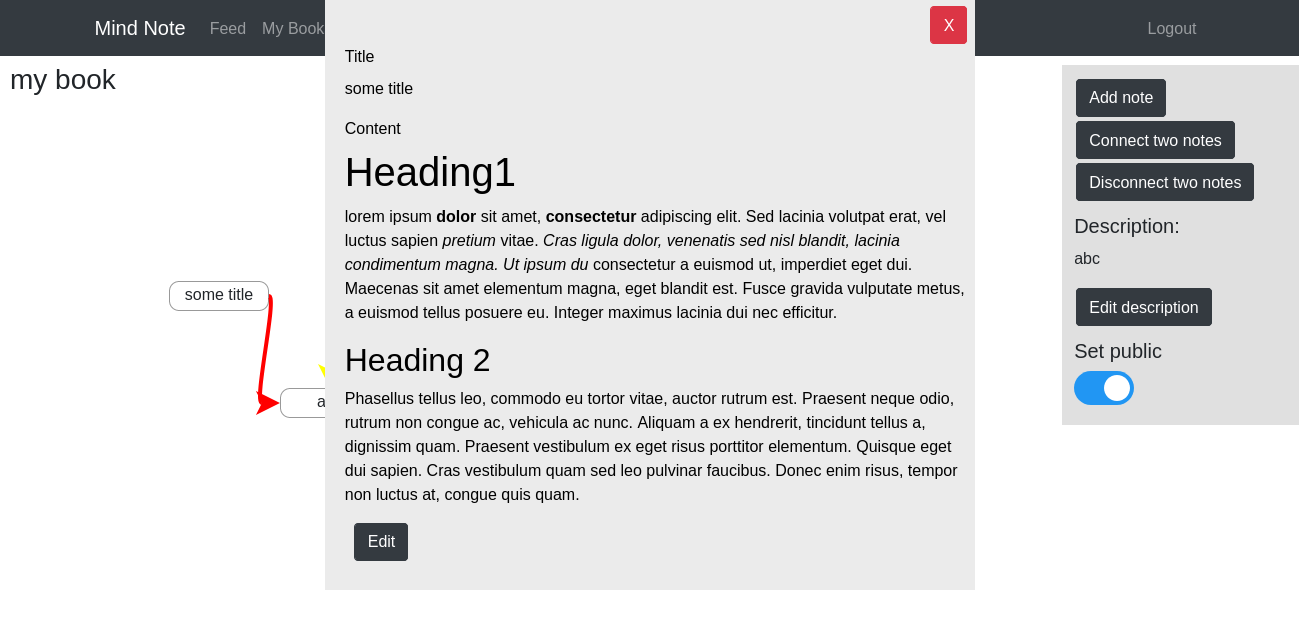 Mind Note
Feed
My Book
Logout
X
my book
Title
some title
Content
Heading1
lorem ipsum dolor sit amet, consectetur adipiscing elit. Sed lacinia volutpat erat, vel
luctus sapien pretium vitae. Cras ligula dolor, venenatis sed nisl blandit, lacinia
condimentum magna. Ut ipsum du consectetur a euismod ut, imperdiet eget dui.
Maecenas sit amet elementum magna, eget blandit est. Fusce gravida vulputate metus,
a euismod tellus posuere eu. Integer maximus lacinia dui nec efficitur.
Heading 2
Phasellus tellus leo, commodo eu tortor vitae, auctor rutrum est. Praesent neque odio,
rutrum non congue ac, vehicula ac nunc. Aliquam a ex hendrerit, tincidunt tellus a,
dignissim quam. Praesent vestibulum ex eget risus porttitor elementum. Quisque eget
dui sapien. Cras vestibulum quam sed leo pulvinar faucibus. Donec enim risus, tempor
non luctus at, congue quis quam.
Edit
some title
Add note
Connect two notes
Disconnect two notes
Description:
abc
Edit description
Set public